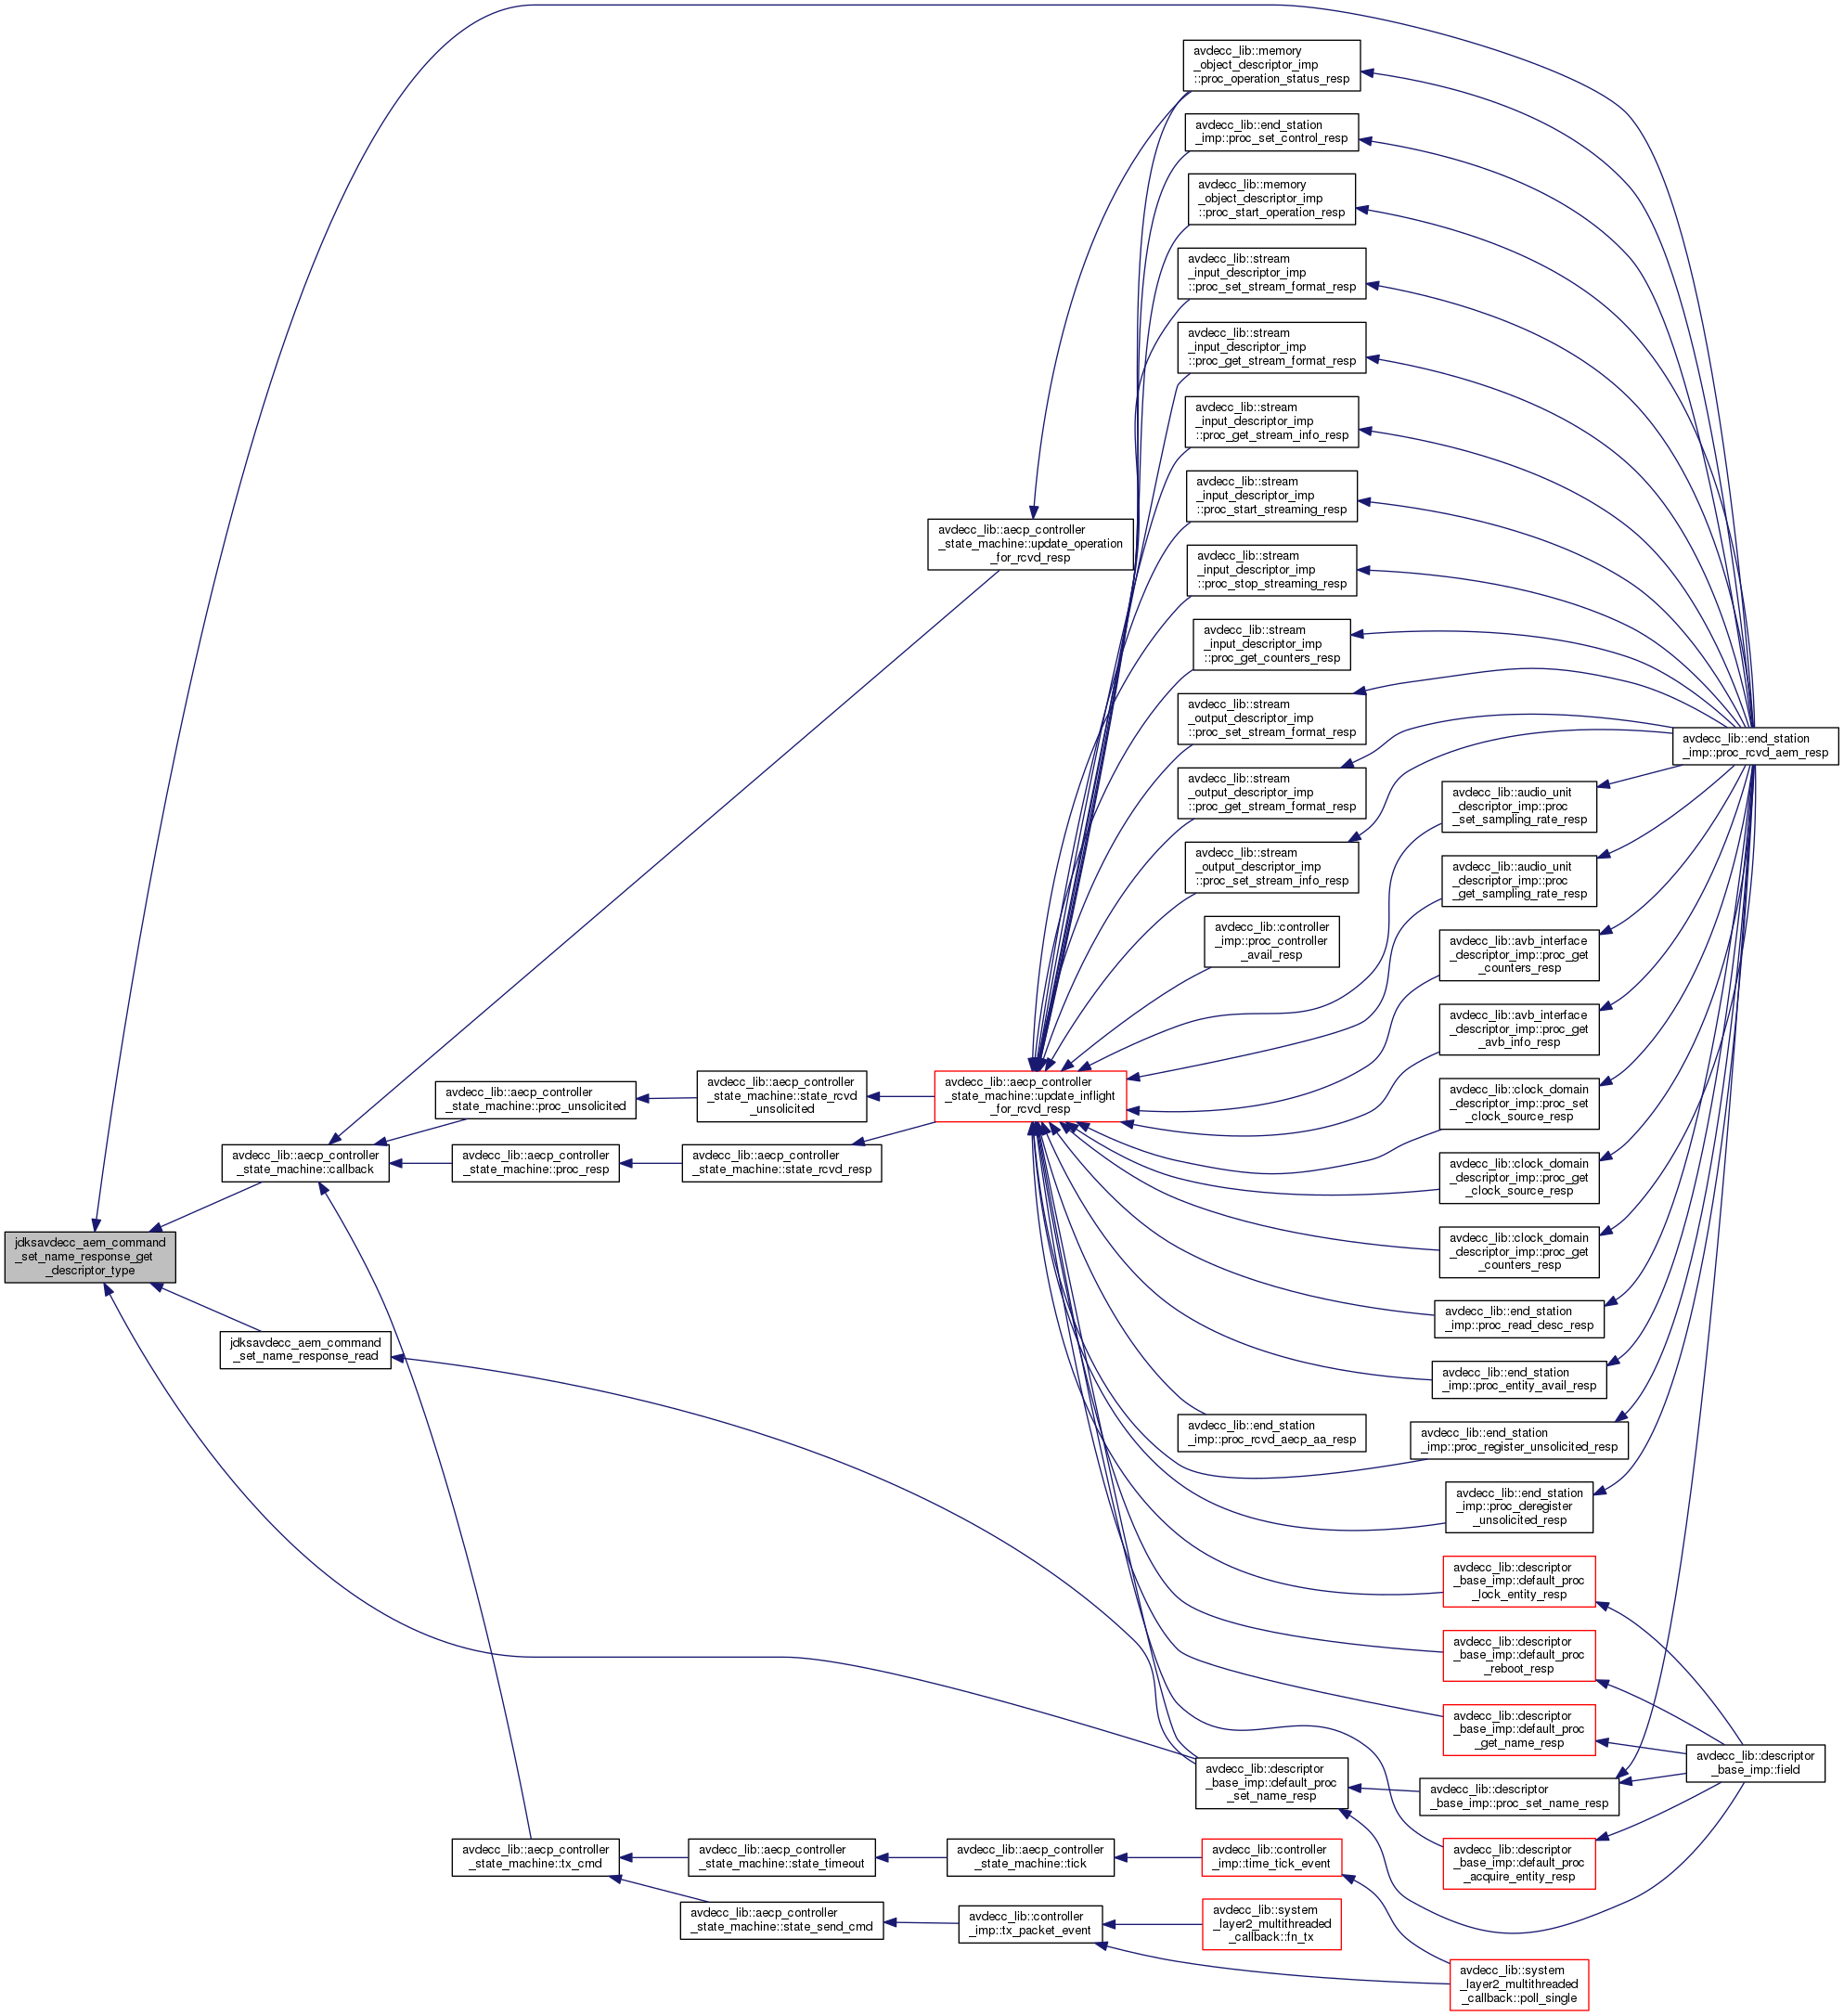 avdecc_lib::memory
_object_descriptor_imp
::proc_operation_status_resp
avdecc_lib::end_station
_imp::proc_set_control_resp
avdecc_lib::memory
_object_descriptor_imp
::proc_start_operation_resp
avdecc_lib::stream
_input_descriptor_imp
::proc_set_stream_format_resp
avdecc_lib::stream
_input_descriptor_imp
::proc_get_stream_format_resp
avdecc_lib::stream
_input_descriptor_imp
::proc_get_stream_info_resp
avdecc_lib::stream
_input_descriptor_imp
::proc_start_streaming_resp
avdecc_lib::aecp_controller
_state_machine::update_operation
_for_rcvd_resp
avdecc_lib::stream
_input_descriptor_imp
::proc_stop_streaming_resp
avdecc_lib::stream
_input_descriptor_imp
::proc_get_counters_resp
avdecc_lib::stream
_output_descriptor_imp
::proc_set_stream_format_resp
avdecc_lib::end_station
_imp::proc_rcvd_aem_resp
avdecc_lib::stream
_output_descriptor_imp
::proc_get_stream_format_resp
avdecc_lib::audio_unit
_descriptor_imp::proc
_set_sampling_rate_resp
avdecc_lib::stream
_output_descriptor_imp
::proc_set_stream_info_resp
avdecc_lib::audio_unit
_descriptor_imp::proc
_get_sampling_rate_resp
avdecc_lib::controller
_imp::proc_controller
_avail_resp
avdecc_lib::avb_interface
_descriptor_imp::proc_get
_counters_resp
avdecc_lib::avb_interface
_descriptor_imp::proc_get
_avb_info_resp
avdecc_lib::aecp_controller
_state_machine::proc_unsolicited
avdecc_lib::aecp_controller
_state_machine::state_rcvd
_unsolicited
avdecc_lib::aecp_controller
_state_machine::update_inflight
_for_rcvd_resp
avdecc_lib::clock_domain
_descriptor_imp::proc_set
_clock_source_resp
avdecc_lib::aecp_controller
_state_machine::callback
avdecc_lib::aecp_controller
_state_machine::proc_resp
avdecc_lib::aecp_controller
_state_machine::state_rcvd_resp
avdecc_lib::clock_domain
_descriptor_imp::proc_get
_clock_source_resp
jdksavdecc_aem_command
_set_name_response_get
_descriptor_type
avdecc_lib::clock_domain
_descriptor_imp::proc_get
_counters_resp
avdecc_lib::end_station
_imp::proc_read_desc_resp
jdksavdecc_aem_command
_set_name_response_read
avdecc_lib::end_station
_imp::proc_entity_avail_resp
avdecc_lib::end_station
_imp::proc_rcvd_aecp_aa_resp
avdecc_lib::end_station
_imp::proc_register_unsolicited_resp
avdecc_lib::end_station
_imp::proc_deregister
_unsolicited_resp
avdecc_lib::descriptor
_base_imp::default_proc
_lock_entity_resp
avdecc_lib::descriptor
_base_imp::default_proc
_reboot_resp
avdecc_lib::descriptor
_base_imp::default_proc
_get_name_resp
avdecc_lib::descriptor
_base_imp::field
avdecc_lib::descriptor
_base_imp::default_proc
_set_name_resp
avdecc_lib::descriptor
_base_imp::proc_set_name_resp
avdecc_lib::aecp_controller
_state_machine::tx_cmd
avdecc_lib::aecp_controller
_state_machine::state_timeout
avdecc_lib::aecp_controller
_state_machine::tick
avdecc_lib::controller
_imp::time_tick_event
avdecc_lib::descriptor
_base_imp::default_proc
_acquire_entity_resp
avdecc_lib::aecp_controller
_state_machine::state_send_cmd
avdecc_lib::controller
_imp::tx_packet_event
avdecc_lib::system
_layer2_multithreaded
_callback::fn_tx
avdecc_lib::system
_layer2_multithreaded
_callback::poll_single